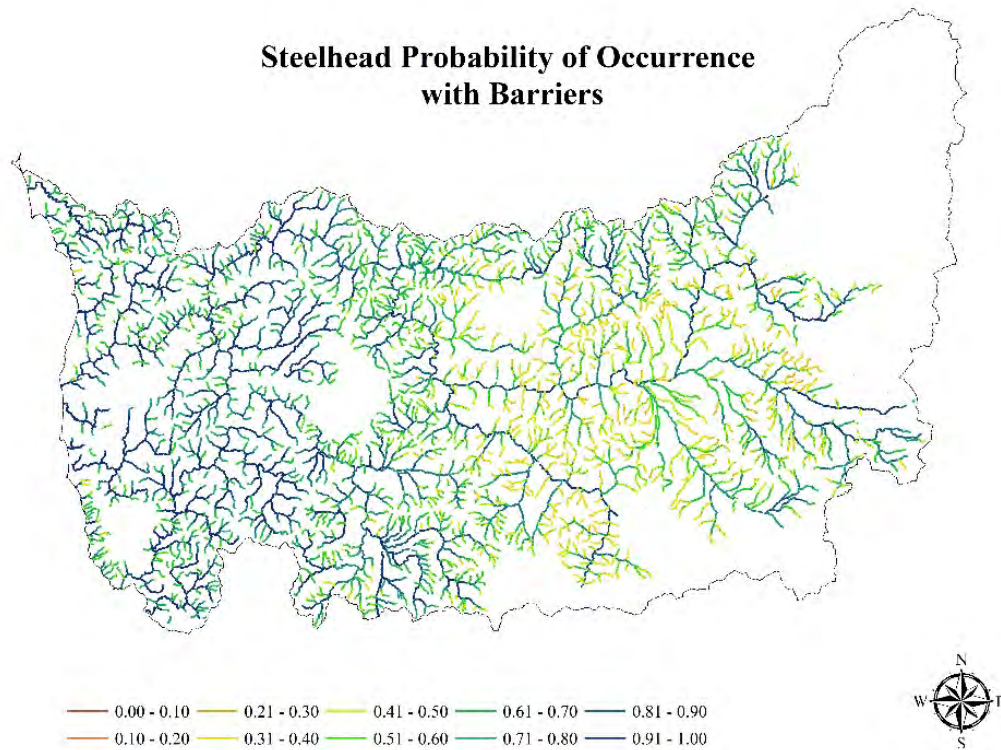 Steelhead Probability of Occurrence
with Barriers
0.00 - 0.10 0.21 - 0.30 0.41 - 0.50 0.61 - 0.70 0.81 - 0.90
0.10 - 0.20 0.31 - 0.40 0.51 - 0.60 0.71 - 0.80 0.91 - 1.00
N
W E
S